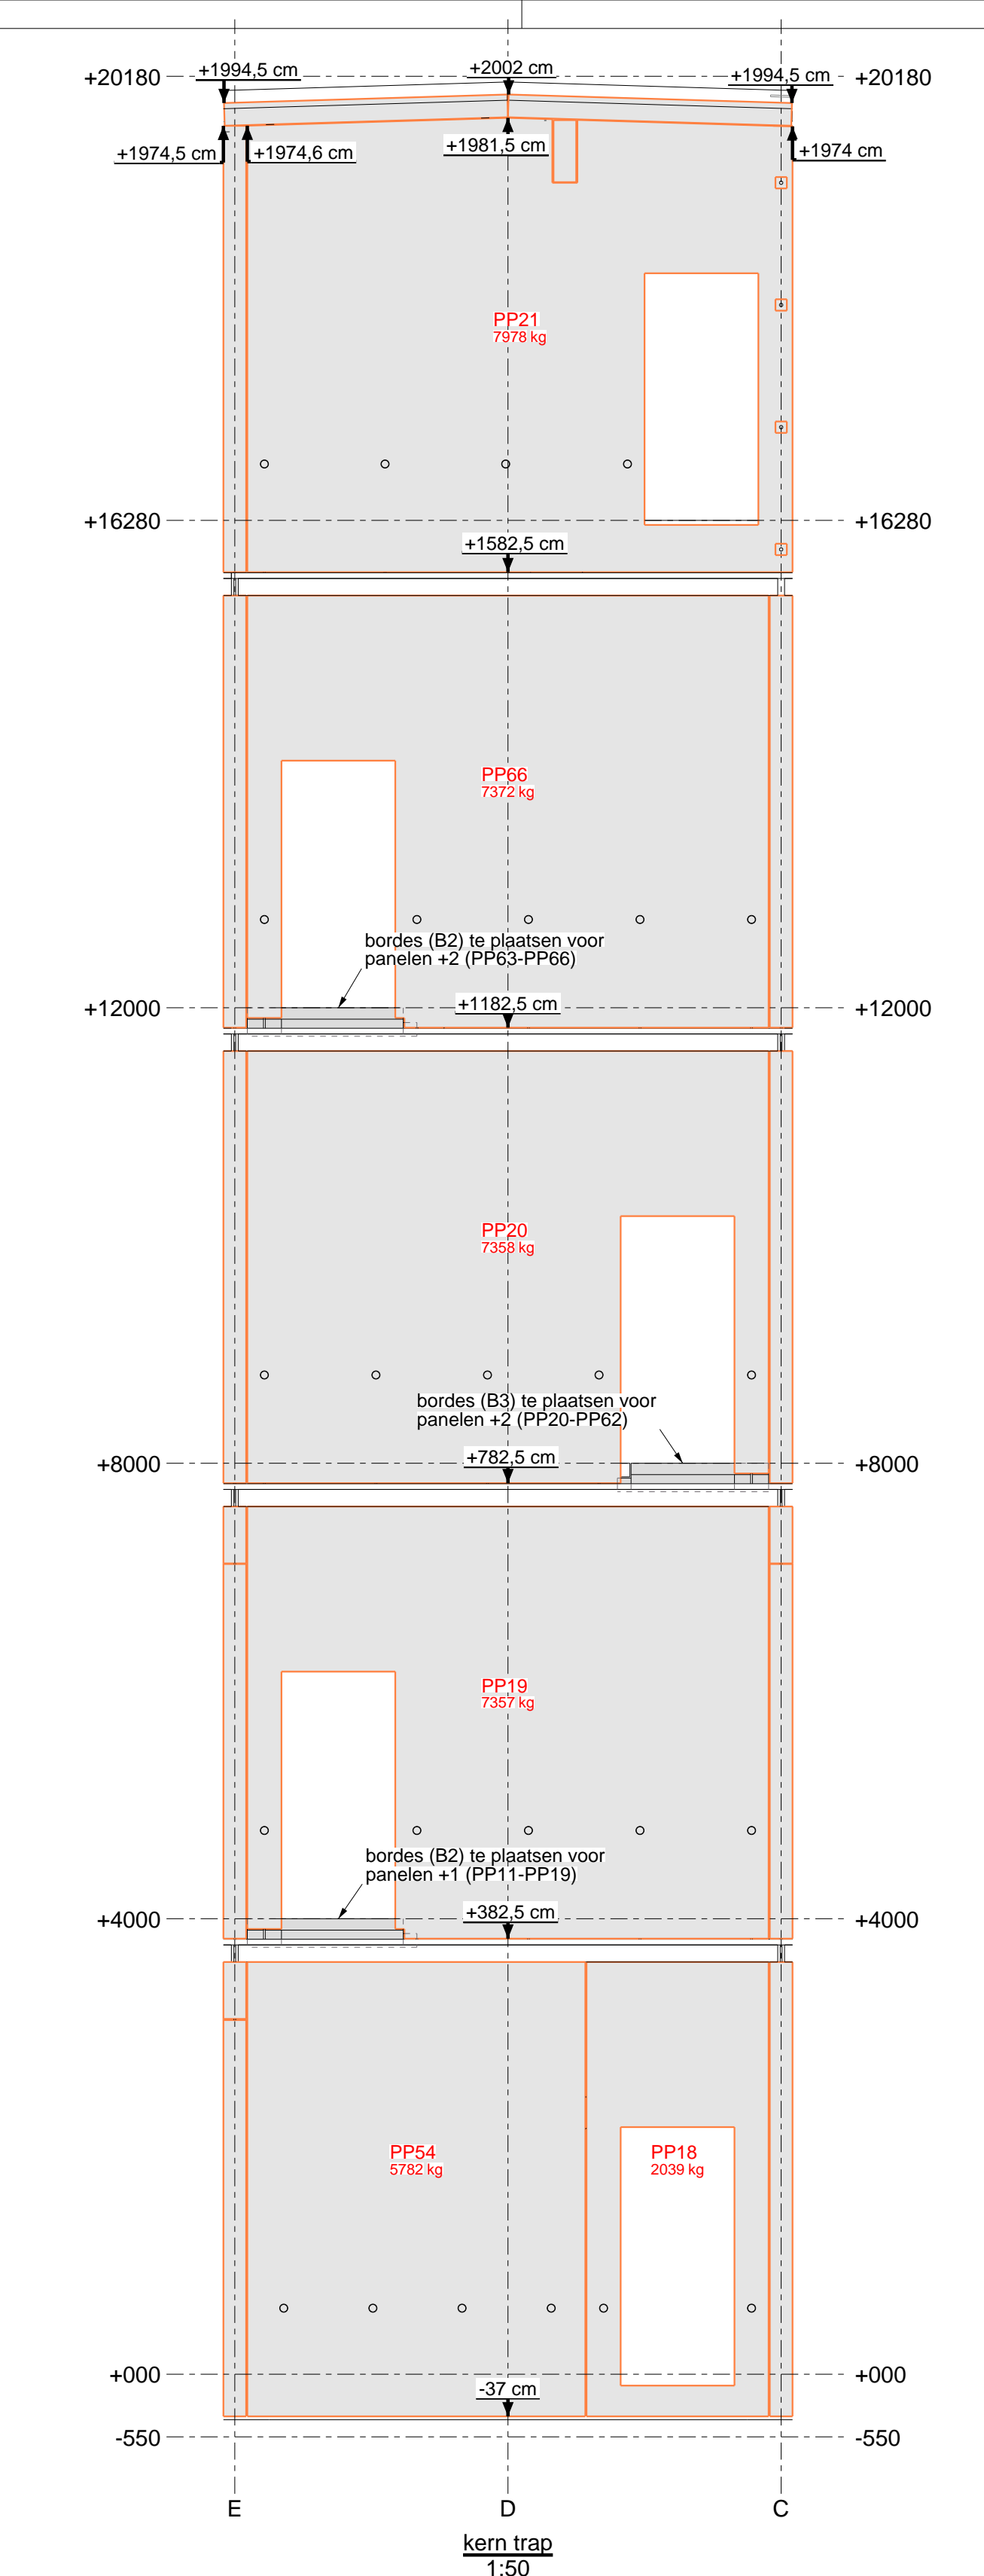 +20180
+1994,5 cm
+2002 cm
+1994,5 cm
+20180
+1974,5 cm
+1974,6 cm
+1981,5 cm
+1974 cm
PP21
7978 kg
+16280
+16280
+1582,5 cm
PP66
7372 kg
bordes (B2) te plaatsen voor
panelen +2 (PP63-PP66)
+12000
+1182,5 cm
+12000
PP20
7358 kg
bordes (B3) te plaatsen voor
panelen +2 (PP20-PP62)
+8000
+782,5 cm
+8000
PP19
7357 kg
bordes (B2) te plaatsen voor
panelen +1 (PP11-PP19)
+4000
+382,5 cm
+4000
PP54
5782 kg
PP18
2039 kg
+000
+000
-37 cm
-550
-550
E
D
C
kern trap
1:50